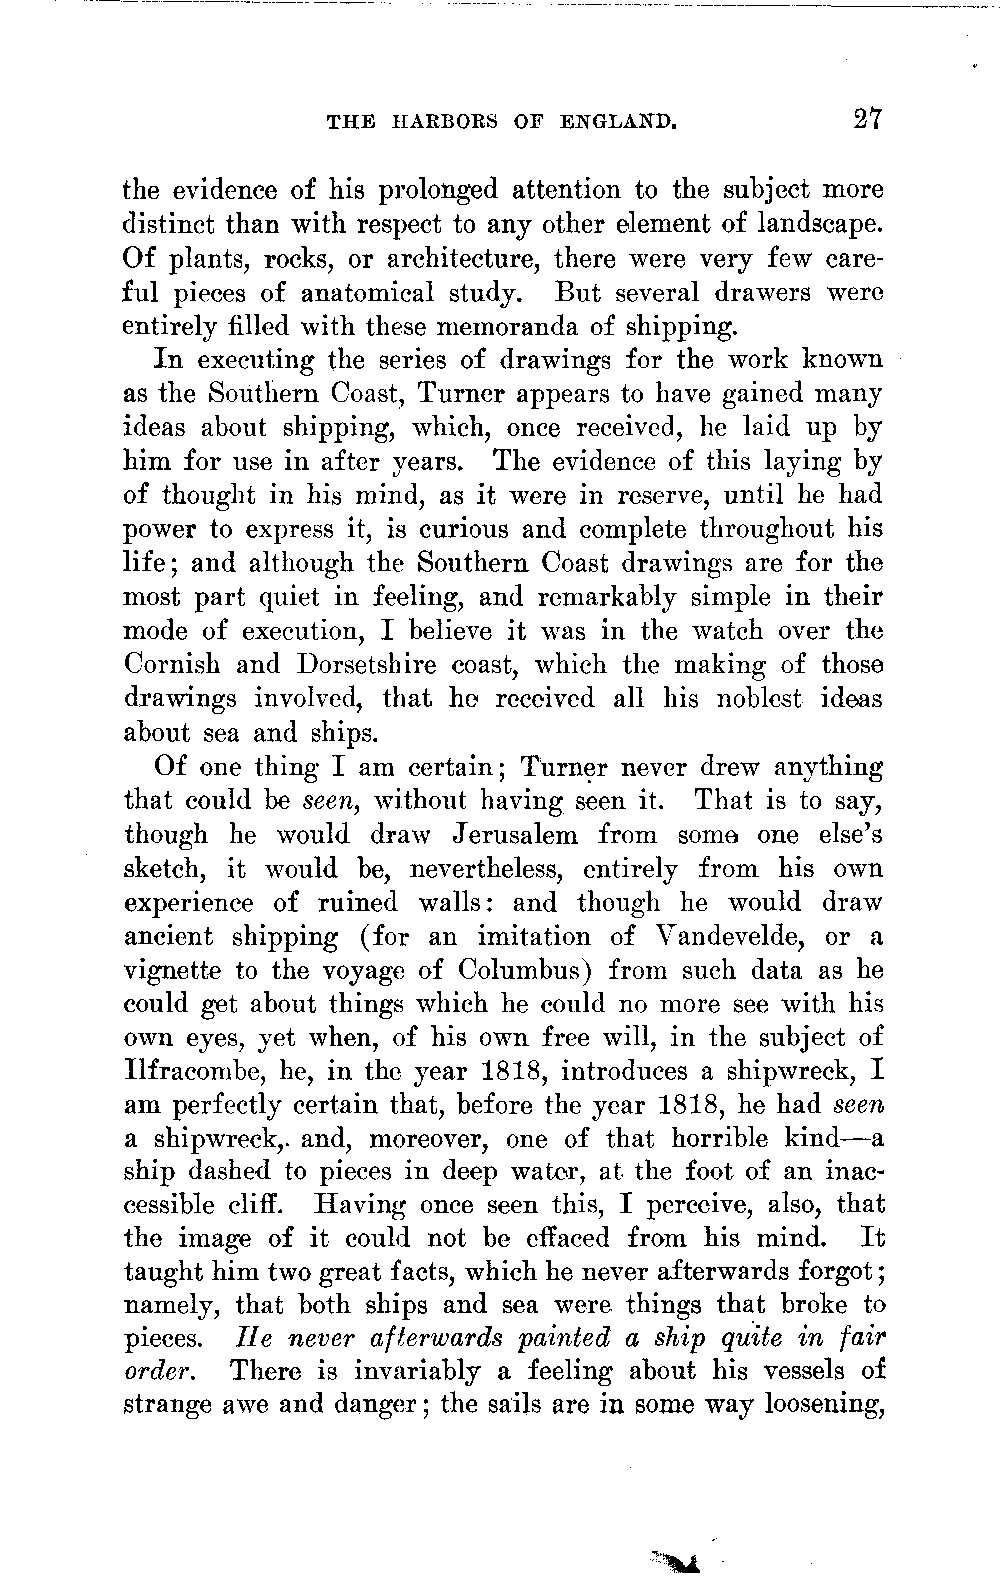 THE HARBORS OF ENGLAND. 27
the evidence of his prolonged attention to the subject more
distinct than with respect to any other element of landscape.
Of plants, rocks, or architecture, there were very few care-
ful pieces of anatomical study. But several drawers were
entirely filled with these memoranda of shipping.
In executing the series of drawings for the work known
as the Southern Coast, Turner appears to have gained many
ideas about shipping, which, once received, he laid up by
him for use in after years. The evidence of this laying by
of thought in his mind, as it were in reserve, until he had
power to express it, is curious and complete throughout his
life; and although the Southern Coast drawings are for the
most part quiet in feeling, and remarkably simple in their
mode of execution, I believe it was in the watch over the
Cornish and Dorsetshire coast, which the making of those
drawings involved, that he received all his noblest ideas
about sea and ships.
Of one thing I am certain; Turner never drew anything
that could be seen, without having seen it. That is to say,
though he would draw Jerusalem from some one else's
sketch, it would be, nevertheless, entirely from his own
experience of ruined walls: and though he would draw
ancient shipping (for an imitation of Vandevelde, or a
vignette to the voyage of Columbus) from such data as he
could get about things which he could no more see with his
own eyes, yet when, of his own free will, in the subject of
Ilfracombe, he, in the year 1818, introduces a shipwreck, I
am perfectly certain that, before the year 1818, he had seen
a shipwreck, and, moreover, one of that horrible kind—a
ship dashed to pieces in deep water, at the foot of an inac-
cessible cliff. Having once seen this, I perceive, also, that
the image of it could not be effaced from his mind. It
taught him two great facts, which he never afterwards forgot;
namely, that both ships and sea were things that broke to
pieces. He never afterwards painted a ship quite in fair
order. There is invariably a feeling about his vessels of
strange awe and danger; the sails are in some way loosening,